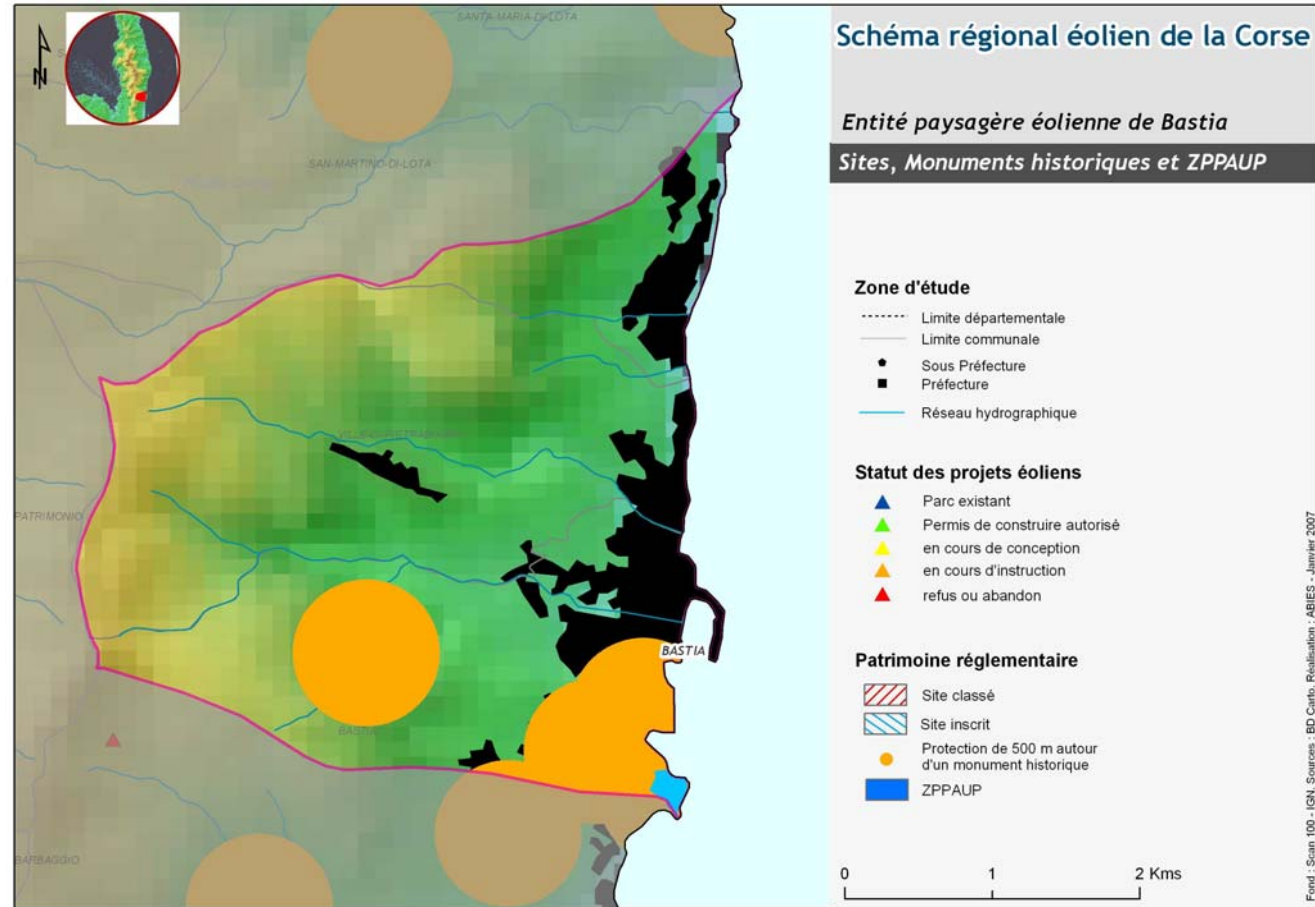 Schéma régional éolien de la Corse
Entité paysagère éolienne de Bastia
Sites, Monuments historiques et ZPPAUP
Zone d'étude
Limite départementale
Limite communale
Sous Préfecture
Préfecture
Réseau hydrographique
Statut des projets éoliens
Parc existant
Permis de construire autorisé
en cours de conception
en cours d'instruction
refus ou abandon
Patrimoine réglementaire
Site classé
Site inscrit
Protection de 500 m autour
d'un monument historique
ZPPAUP
0 1 2 Kms
Fond : Scan 100 - IGN. Sources : BD Carto. Réalisation : ABIES - Janvier 2007
N
SANTA-MARIA-DI-LOTA
SAN-MARTINO-DI-LOTA
PATRIMONIO
BASTIA
BASTIA
BARBAGGIO